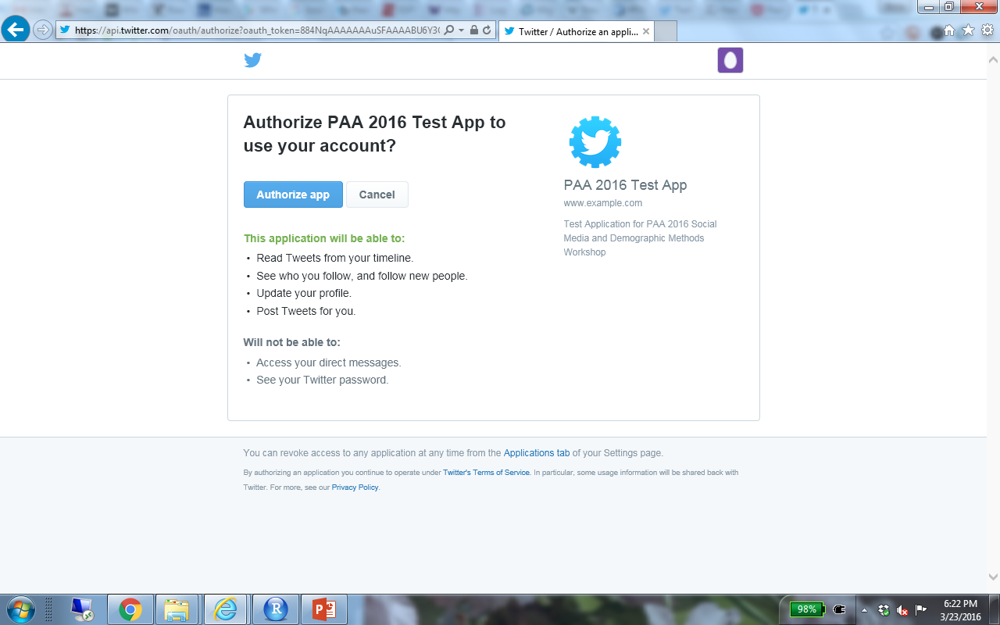 https://api.twitter.com/oauth/authorize?oauth_token=884NqAAAAAAAuSFAAAABU6Y3
Twitter / Authorize an appli...
Authorize PAA 2016 Test App to
use your account?
Authorize app
Cancel
This application will be able to:
• Read Tweets from your timeline.
• See who you follow, and follow new people.
• Update your profile.
• Post Tweets for you.
Will not be able to:
• Access your direct messages.
• See your Twitter password.
PAA 2016 Test App
www.example.com
Test Application for PAA 2016 Social
Media and Demographic Methods
Workshop
You can revoke access to any application at any time from the Applications tab of your Settings page.
By authorizing an application you continue to operate under Twitter's Terms of Service. In particular, some usage information will be shared back with
Twitter. For more, see our Privacy Policy.
R
P
98%
6:22 PM
3/23/2016